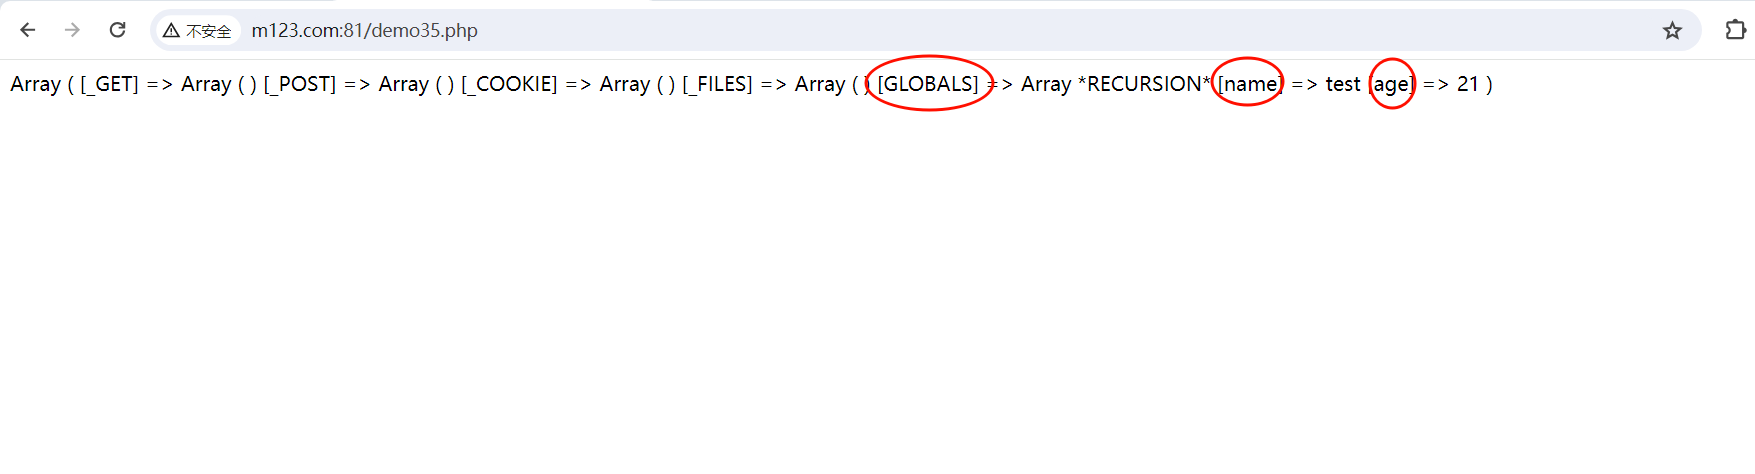 不安全 m123.com:81/demo35.php
Array ( [_GET] => Array ( ) [_POST] => Array ( ) [_COOKIE] => Array ( ) [_FILES] => Array ( ) [GLOBALS] => Array *RECURSION* [name] => test [age] => 21 )